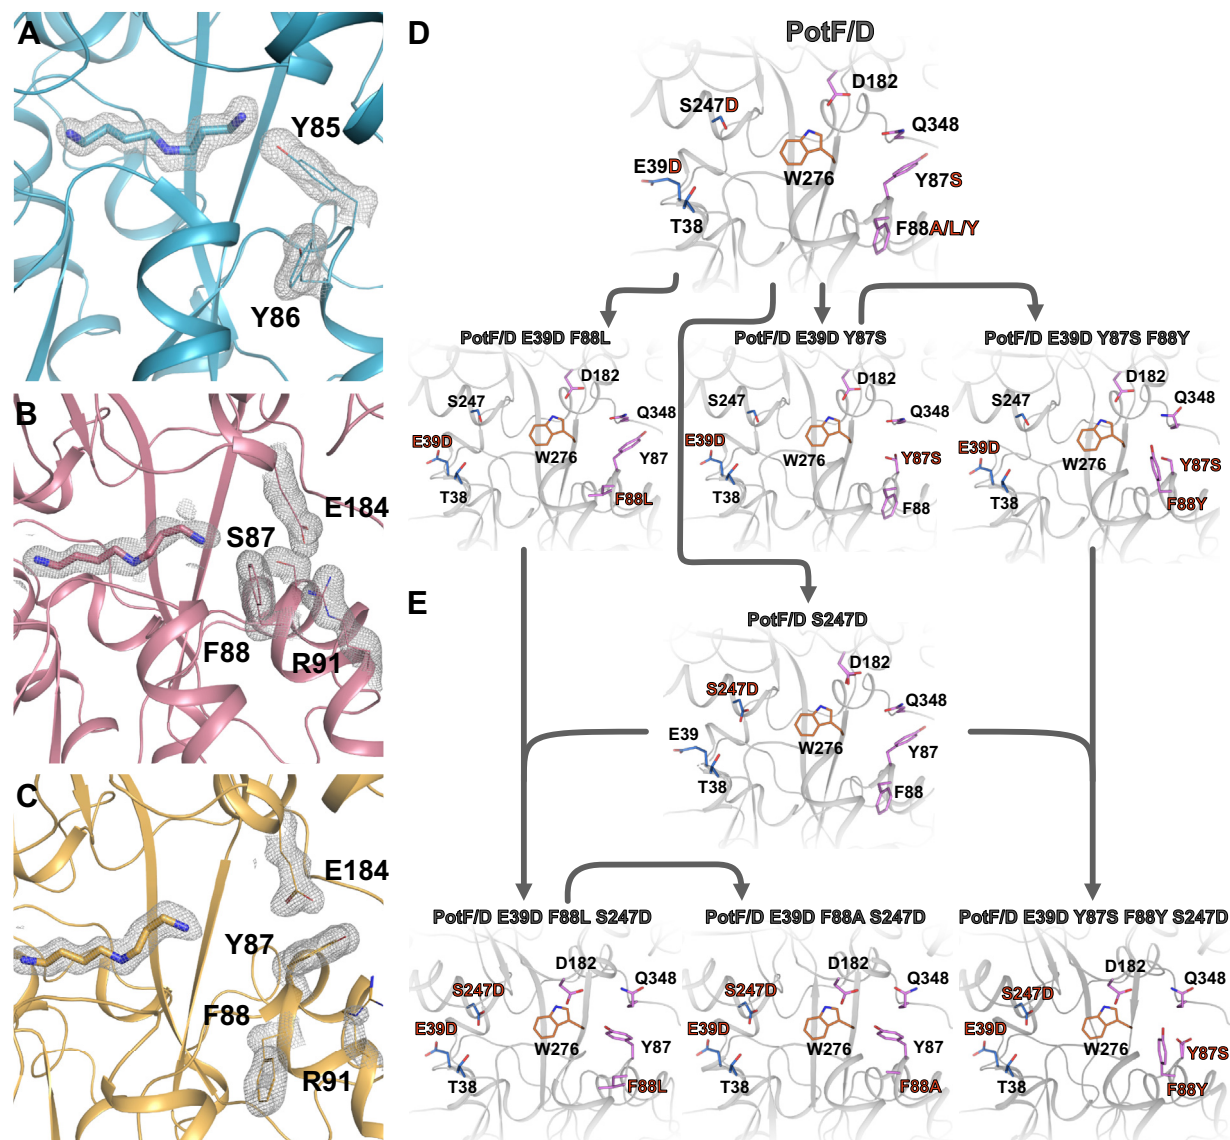 A
Y85
Y86
B
E184
S87
F88
R91
C
E184
Y87
F88
R91
D
PotF/D
D182
S247D
Q348
E39D
W276
Y87S
T38
F88A/L/Y
PotF/D E39D F88L
D182
S247
Q348
E39D
W276
Y87
T38
F88L
PotF/D E39D Y87S
D182
S247
Q348
E39D
W276
Y87S
T38
F88
PotF/D E39D Y87S F88Y
D182
S247
Q348
E39D
W276
Y87S
T38
F88Y
E
PotF/D S247D
D182
S247D
Q348
E39
W276
Y87
T38
F88
PotF/D E39D F88L S247D
D182
S247D
Q348
E39D
W276
Y87
T38
F88L
PotF/D E39D F88A S247D
D182
S247D
Q348
E39D
W276
Y87
T38
F88A
PotF/D E39D Y87S F88Y S247D
D182
S247D
Q348
E39D
W276
Y87S
T38
F88Y